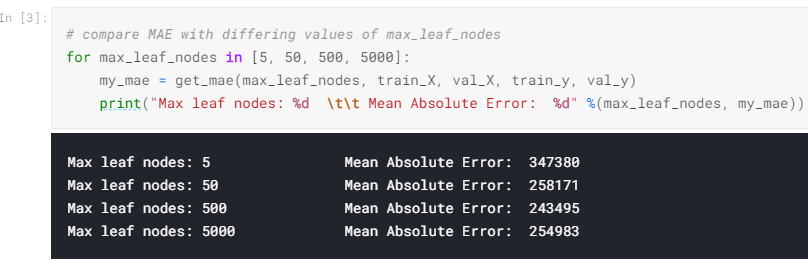 In [3]:
# compare MAE with differing values of max_leaf_nodes
for max_leaf_nodes in [5, 50, 500, 5000]:
    my_mae = get_mae(max_leaf_nodes, train_X, val_X, train_y, val_y)
    print("Max leaf nodes: %d  \t\t Mean Absolute Error:  %d" %(max_leaf_nodes, my_mae))
Max leaf nodes: 5  		 Mean Absolute Error:  347380
Max leaf nodes: 50  		 Mean Absolute Error:  258171
Max leaf nodes: 500  		 Mean Absolute Error:  243495
Max leaf nodes: 5000  		 Mean Absolute Error:  254983